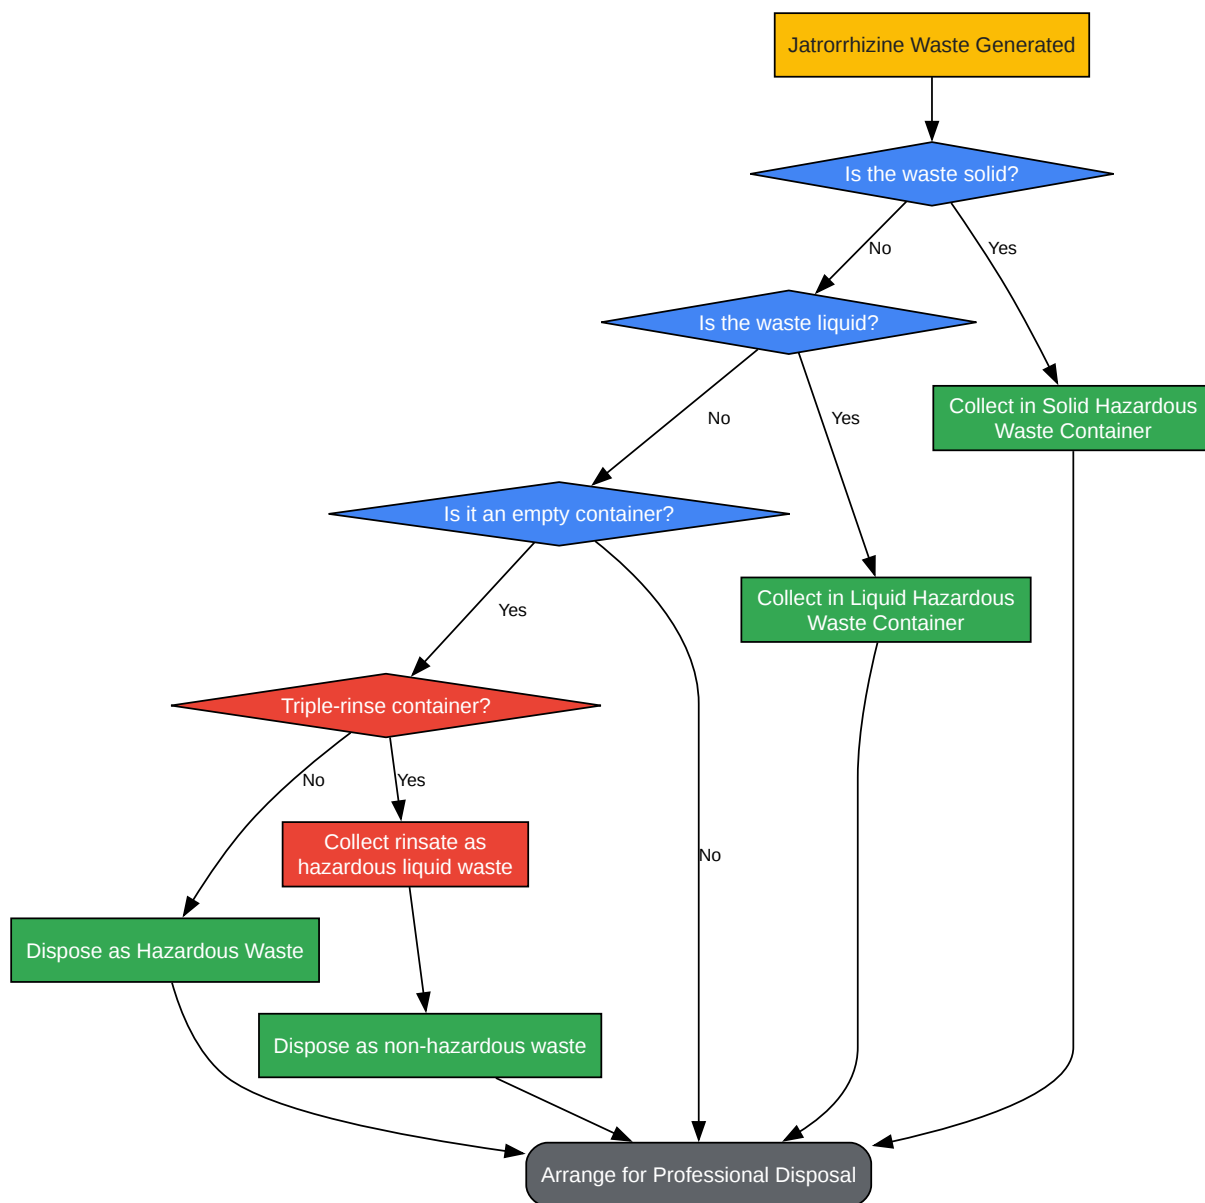 Jatrorrhizine Waste Generated
Is the waste solid?
No
Yes
Is the waste liquid?
Collect in Solid Hazardous
Waste Container
No
Yes
Is it an empty container?
Collect in Liquid Hazardous
Waste Container
Yes
Triple-rinse container?
No
Yes
Collect rinsate as
hazardous liquid waste
No
Dispose as Hazardous Waste
Dispose as non-hazardous waste
Arrange for Professional Disposal